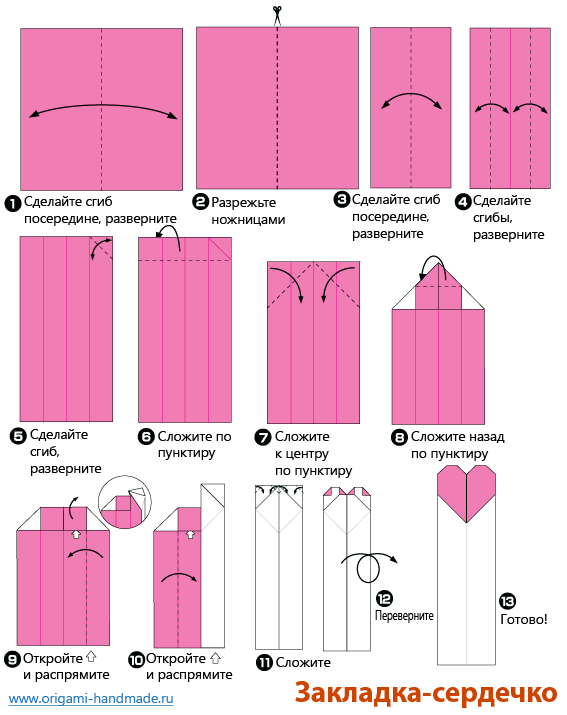 1 Сделайте сгиб
посередине, разверните
2 Разрежьте
ножницами
3 Сделайте сгиб
посередине,
разверните
4 Сделайте
сгибы,
разверните
5 Сделайте
сгиб,
разверните
6 Сложите по
пунктиру
7 Сложите
к центру
по пунктиру
8 Сложите назад
по пунктиру
9 Откройте
и распрямите
10 Откройте
и распрямите
11 Сложите
12
Переверните
13
Готово!
www.origami-handmade.ru
Закладка-сердечко